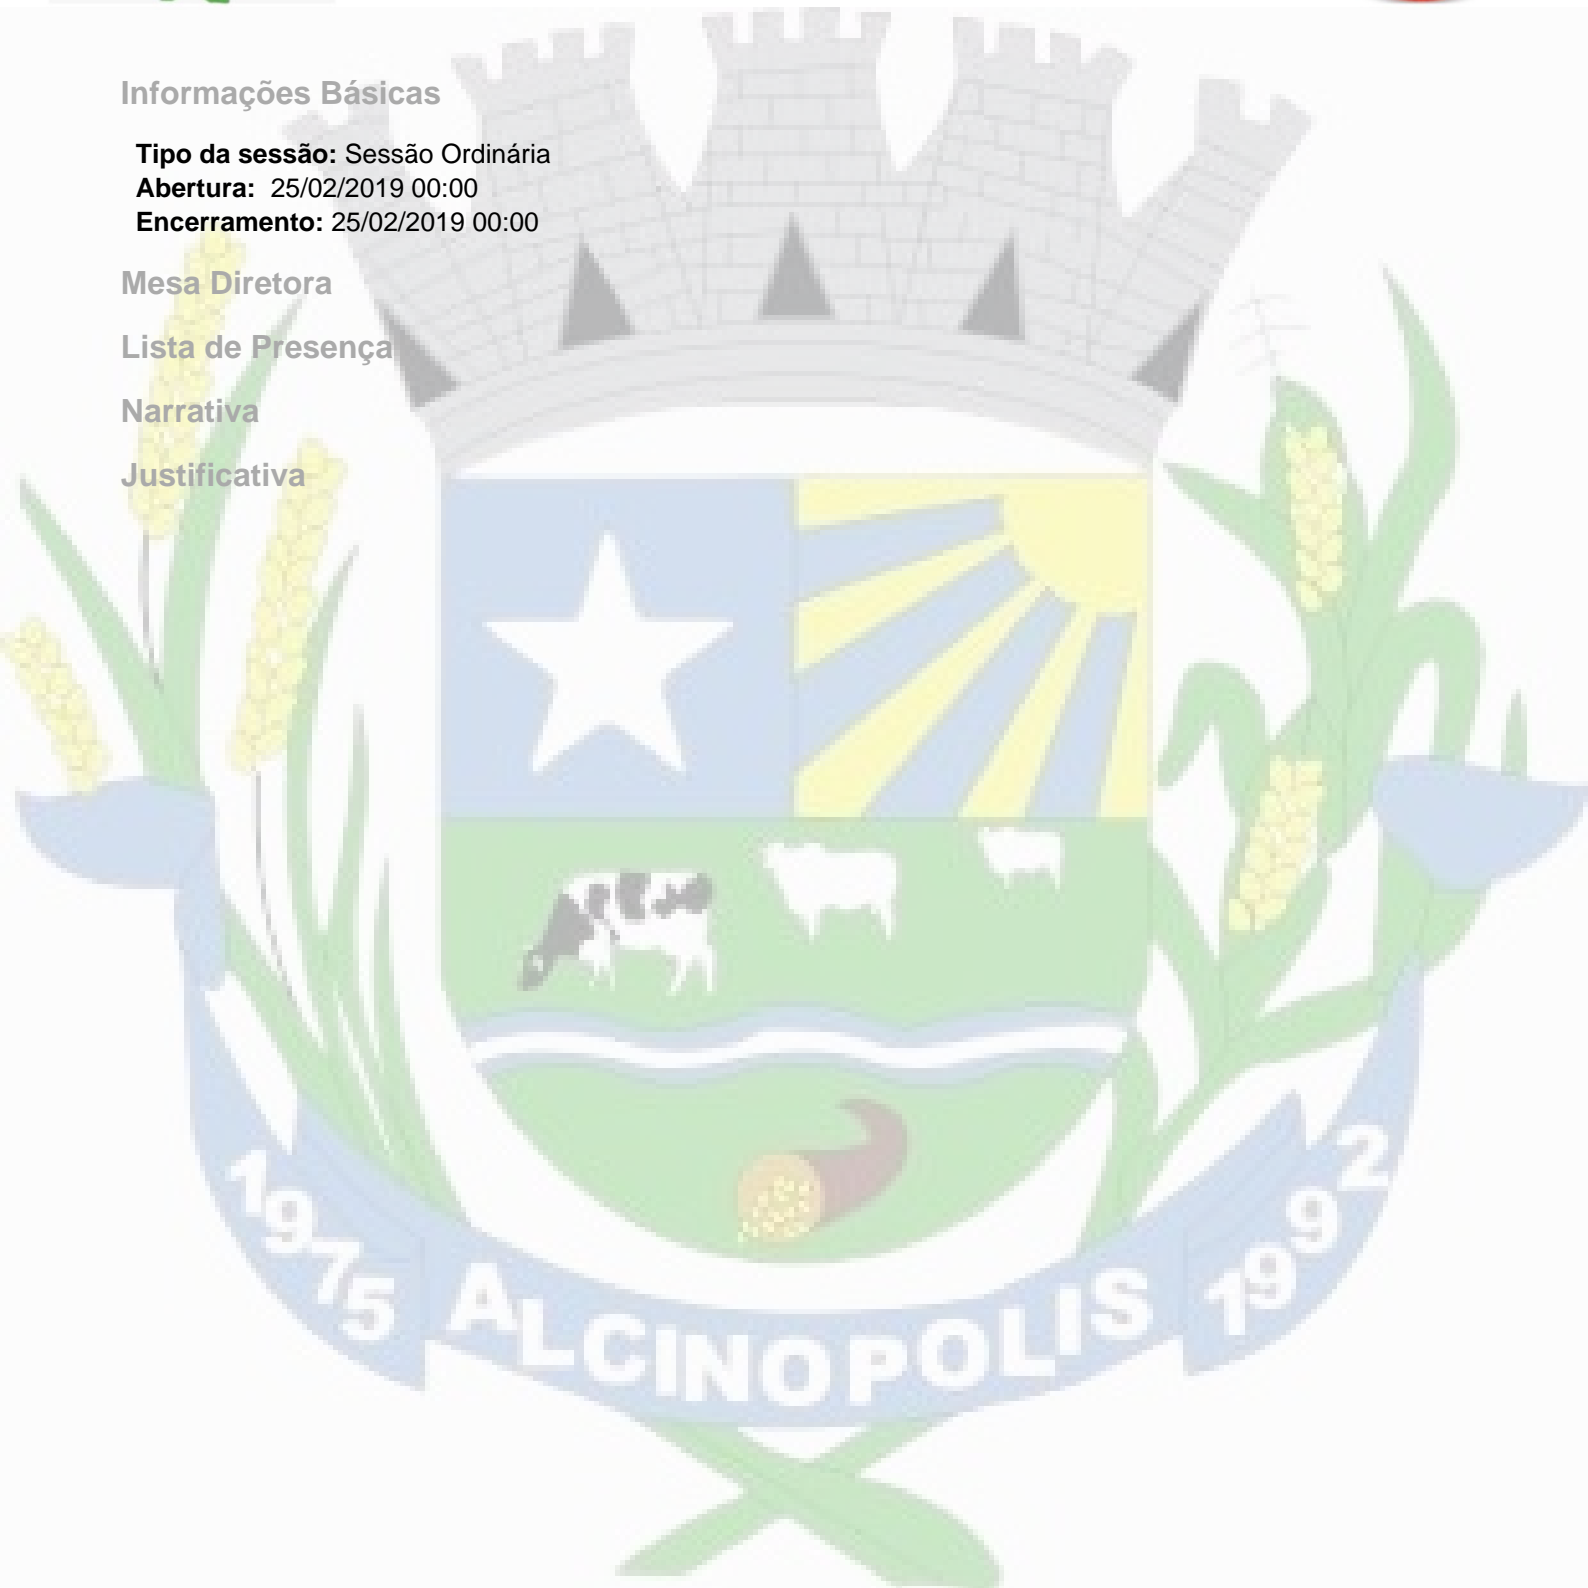 Informações Básicas
Tipo da sessão: Sessão Ordinária
Abertura: 25/02/2019 00:00
Encerramento: 25/02/2019 00:00
Mesa Diretora
Lista de Presença
Narrativa
Justificativa
1975 ALCINOPOLIS 1992